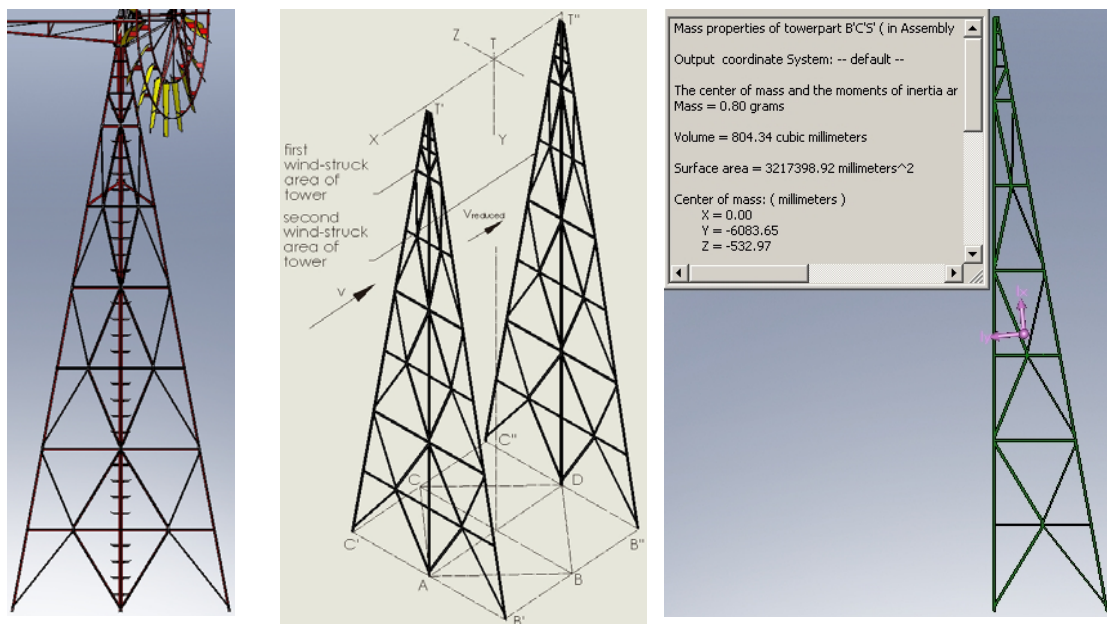 Z
T"
T
T'
X
Y
first
wind-struck
area of
tower
second
wind-struck
area of
tower
Vreduced
v
C"
C
D
C'
B"
A
B
B'
Mass properties of towerpart B'C'S' ( in Assembly
Output coordinate System: -- default --
The center of mass and the moments of inertia ar
Mass = 0.80 grams
Volume = 804.34 cubic millimeters
Surface area = 3217398.92 millimeters^2
Center of mass: ( millimeters )
X = 0.00
Y = -6083.65
Z = -532.97
Ix